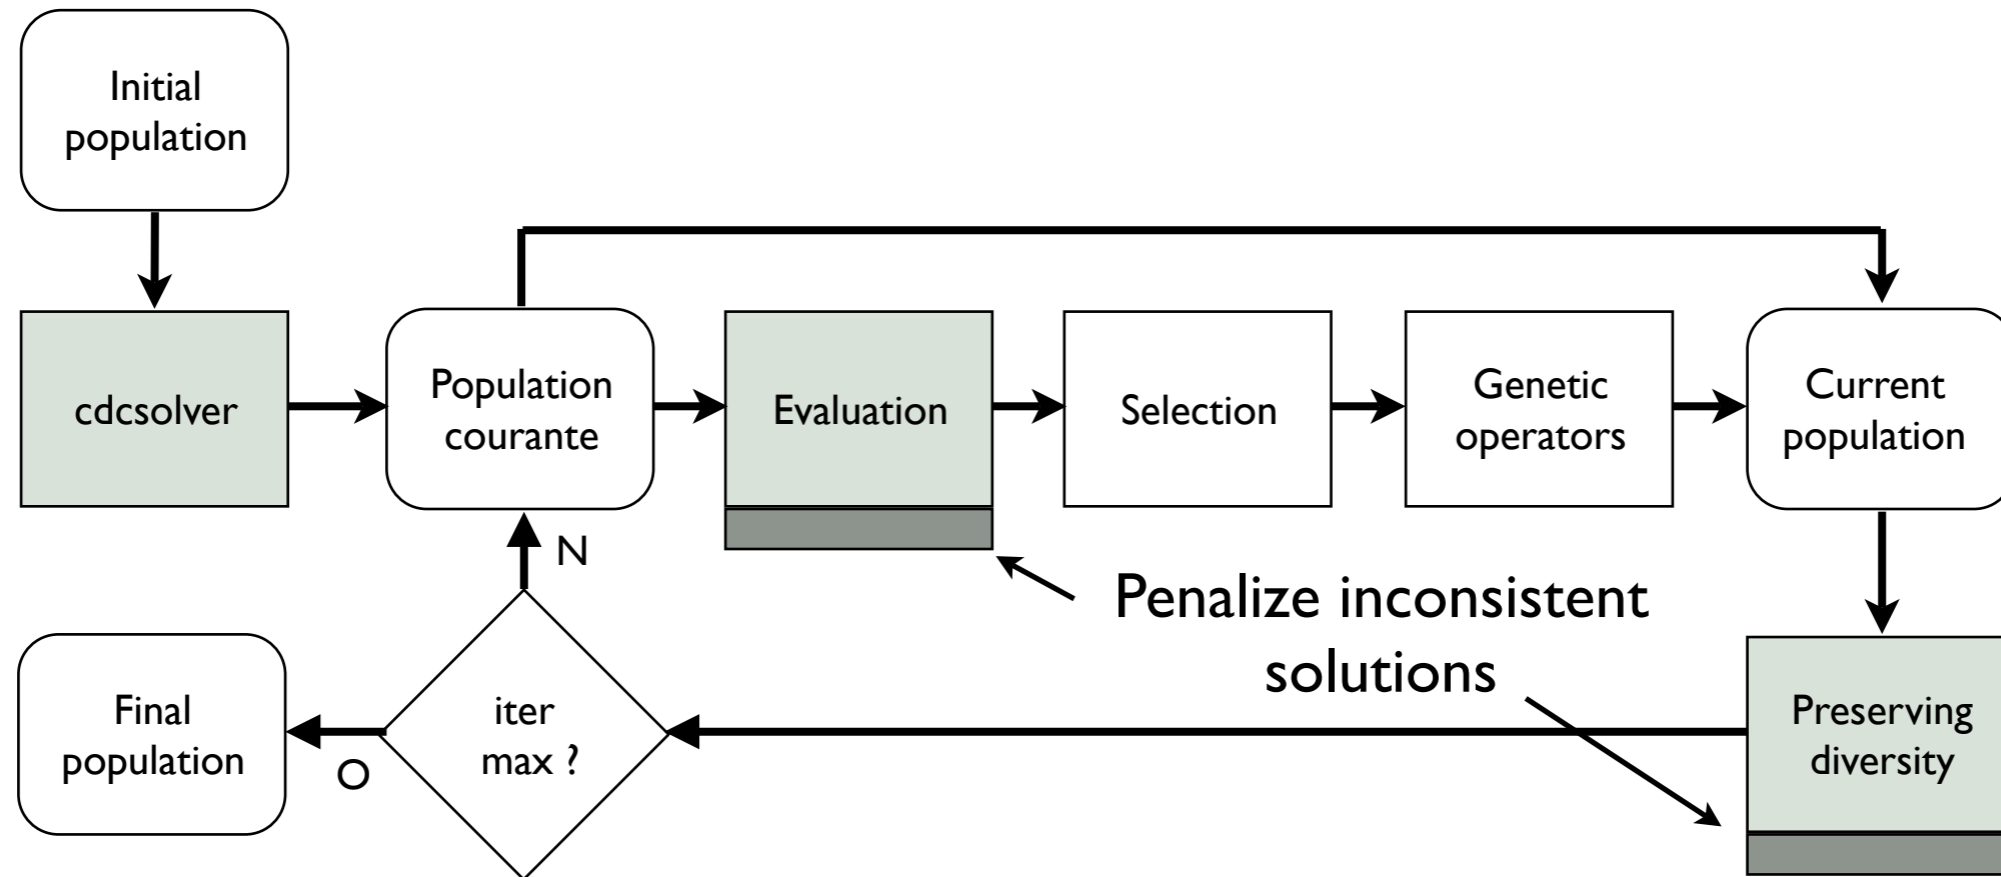 Initial
population
cdcsolver
Population
courante
Evaluation
Selection
Genetic
operators
Current
population
N
Penalize inconsistent
solutions
Final
population
O
iter
max ?
Preserving
diversity